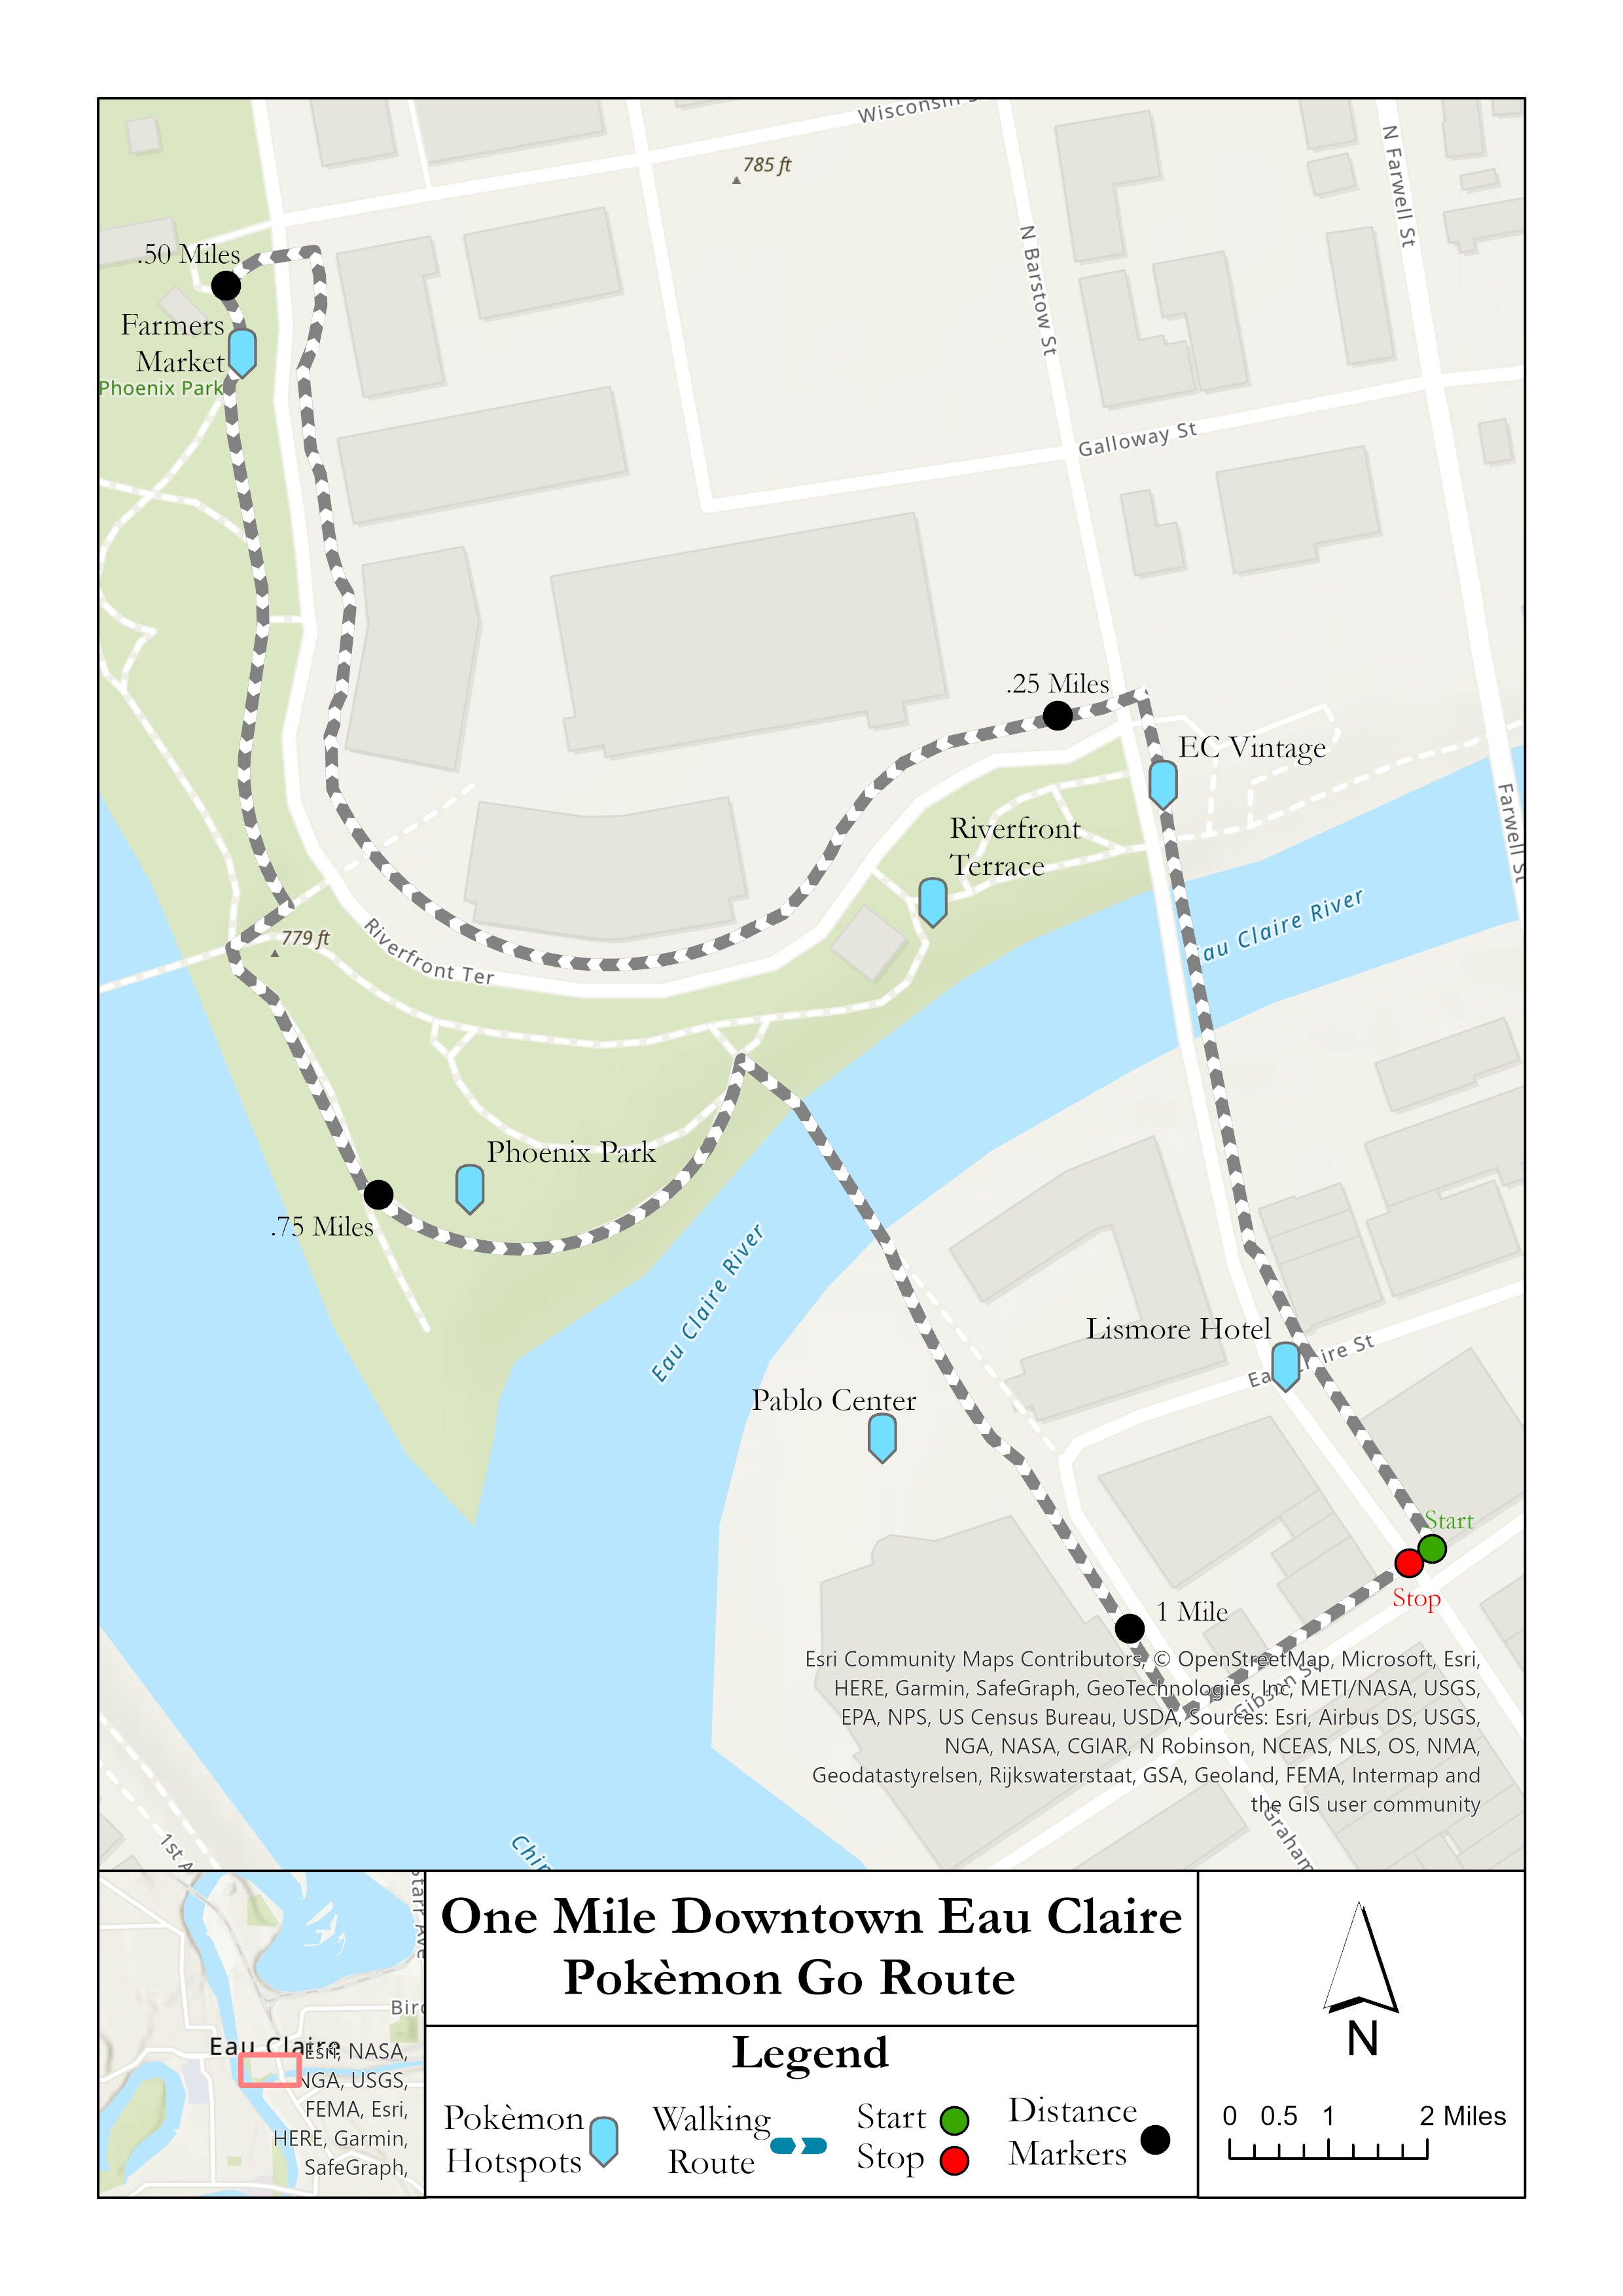 Wisconsin S
785 ft
N Farwell St
.50 Miles
N Barstow St
Farmers
Market
Phoenix Park
Galloway St
.25 Miles
EC Vintage
Farwell St
Riverfront
Terrace
Eau Claire River
779 ft
Riverfront Ter
Phoenix Park
.75 Miles
Eau Claire River
Lismore Hotel
Eau Claire St
Pablo Center
Start
Stop
1 Mile
Gibson St
Esri Community Maps Contributors, © OpenStreetMap, Microsoft, Esri,
HERE, Garmin, SafeGraph, GeoTechnologies, Inc, METI/NASA, USGS,
EPA, NPS, US Census Bureau, USDA, Sources: Esri, Airbus DS, USGS,
NGA, NASA, CGIAR, N Robinson, NCEAS, NLS, OS, NMA,
Geodatastyrelsen, Rijkswaterstaat, GSA, Geoland, FEMA, Intermap and
the GIS user community
Graham
1st A
Chip
Starr Ave
Birc
Eau Claire
Esri, NASA,
NGA, USGS,
FEMA, Esri,
HERE, Garmin,
SafeGraph,
One Mile Downtown Eau Claire
Pokèmon Go Route
Legend
Pokèmon
Hotspots
Walking
Route
Start
Stop
Distance
Markers
N
0 0.5 1 2 Miles